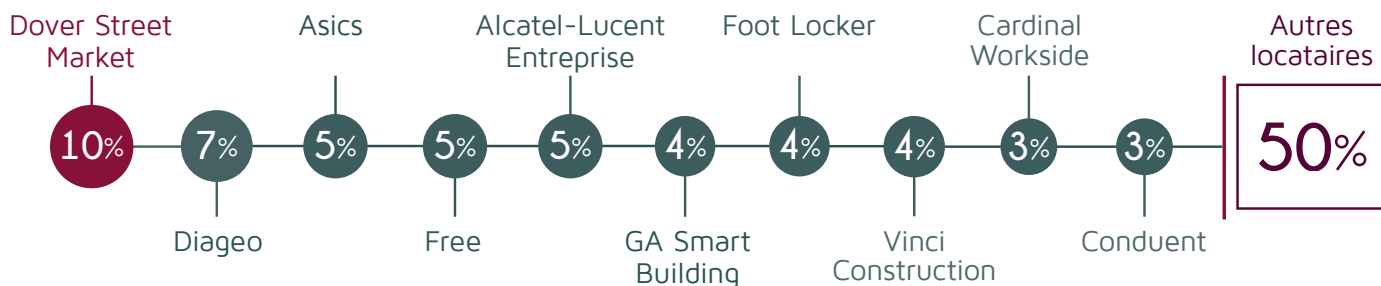 Dover Street
Market
10%
Diageo
7%
Asics
5%
Free
5%
Alcatel-Lucent
Entreprise
5%
GA Smart
Building
4%
Foot Locker
4%
Vinci
Construction
4%
Cardinal
Workside
3%
Conduent
3%
Autres
locataires
50%